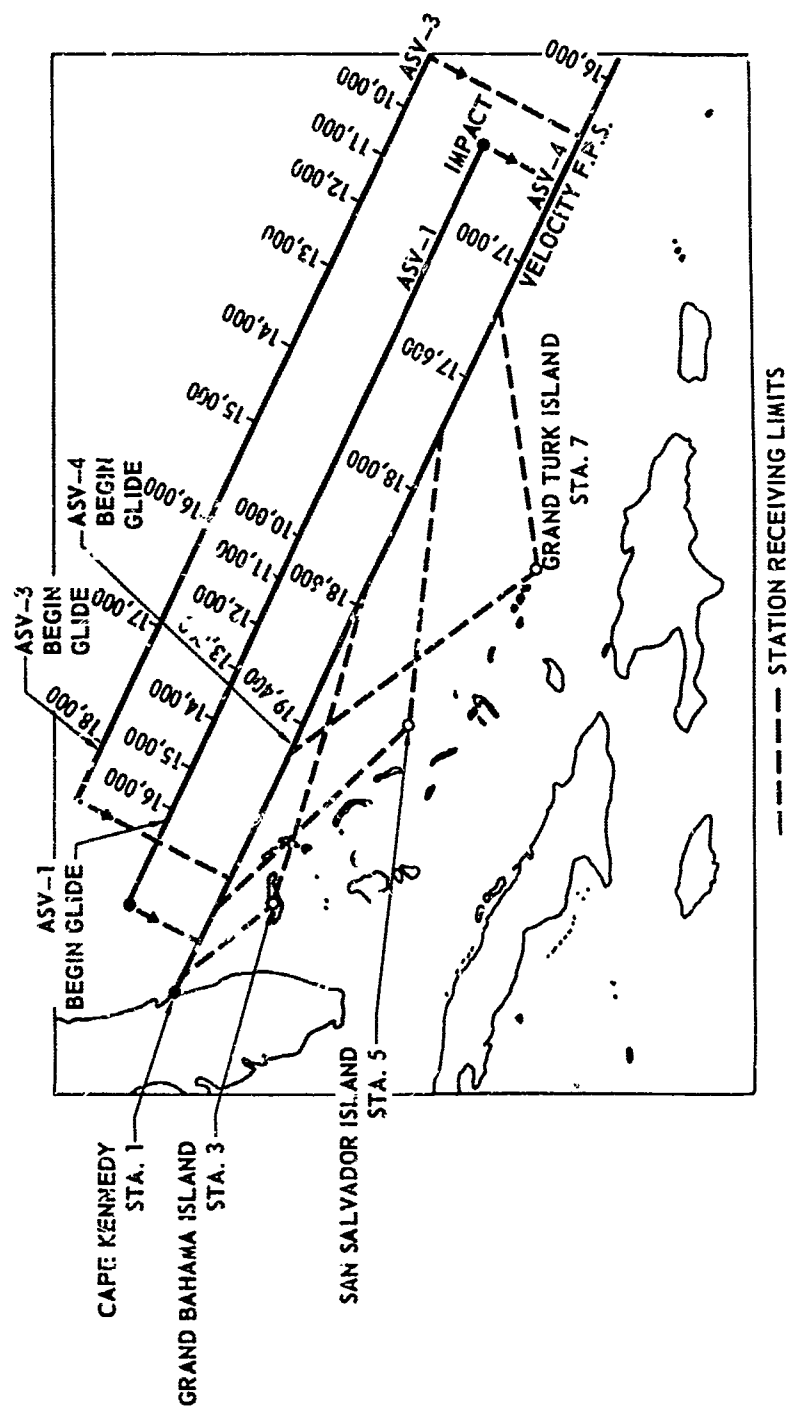 CAPE KENNEDY
STA. 1
GRAND BAHAMA ISLAND
STA. 3
SAN SALVADOR ISLAND
STA. 5
ASV-1
BEGIN GLIDE
ASV-3
BEGIN
GLIDE
ASV-4
BEGIN
GLIDE
18,000
17,000
16,000
15,000
14,000
13,000
12,000
11,000
10,000
ASV-3
16,000
15,000
14,000
12,000
11,000
10,000
ASV-1
IMPACT
19,400
18,800
18,000
17,600
17,000
16,000
ASV-4
VELOCITY F.P.S.
GRAND TURK ISLAND
STA. 7
STATION RECEIVING LIMITS